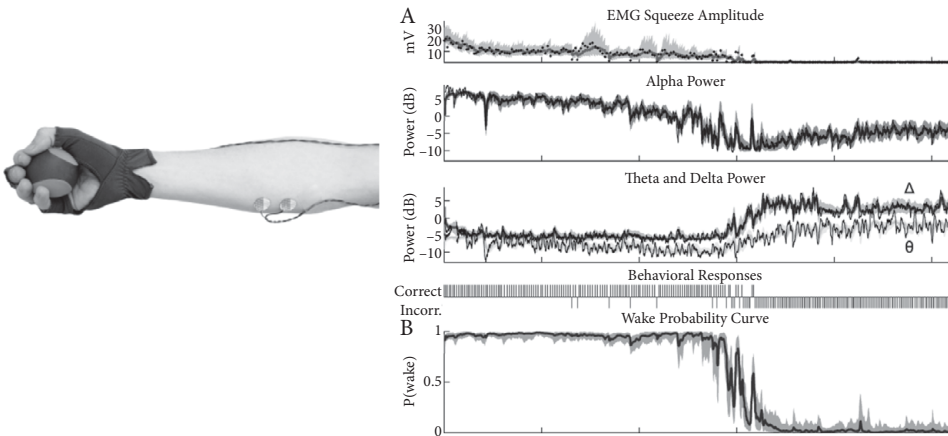 A
EMG Squeeze Amplitude
mV
30
20
10
Alpha Power
Power (dB)
5
0
−5
−10
Theta and Delta Power
Power (dB)
5
0
−5
−10
Δ
θ
Behavioral Responses
Correct
Incorr.
B
Wake Probability Curve
P(wake)
1
0.5
0